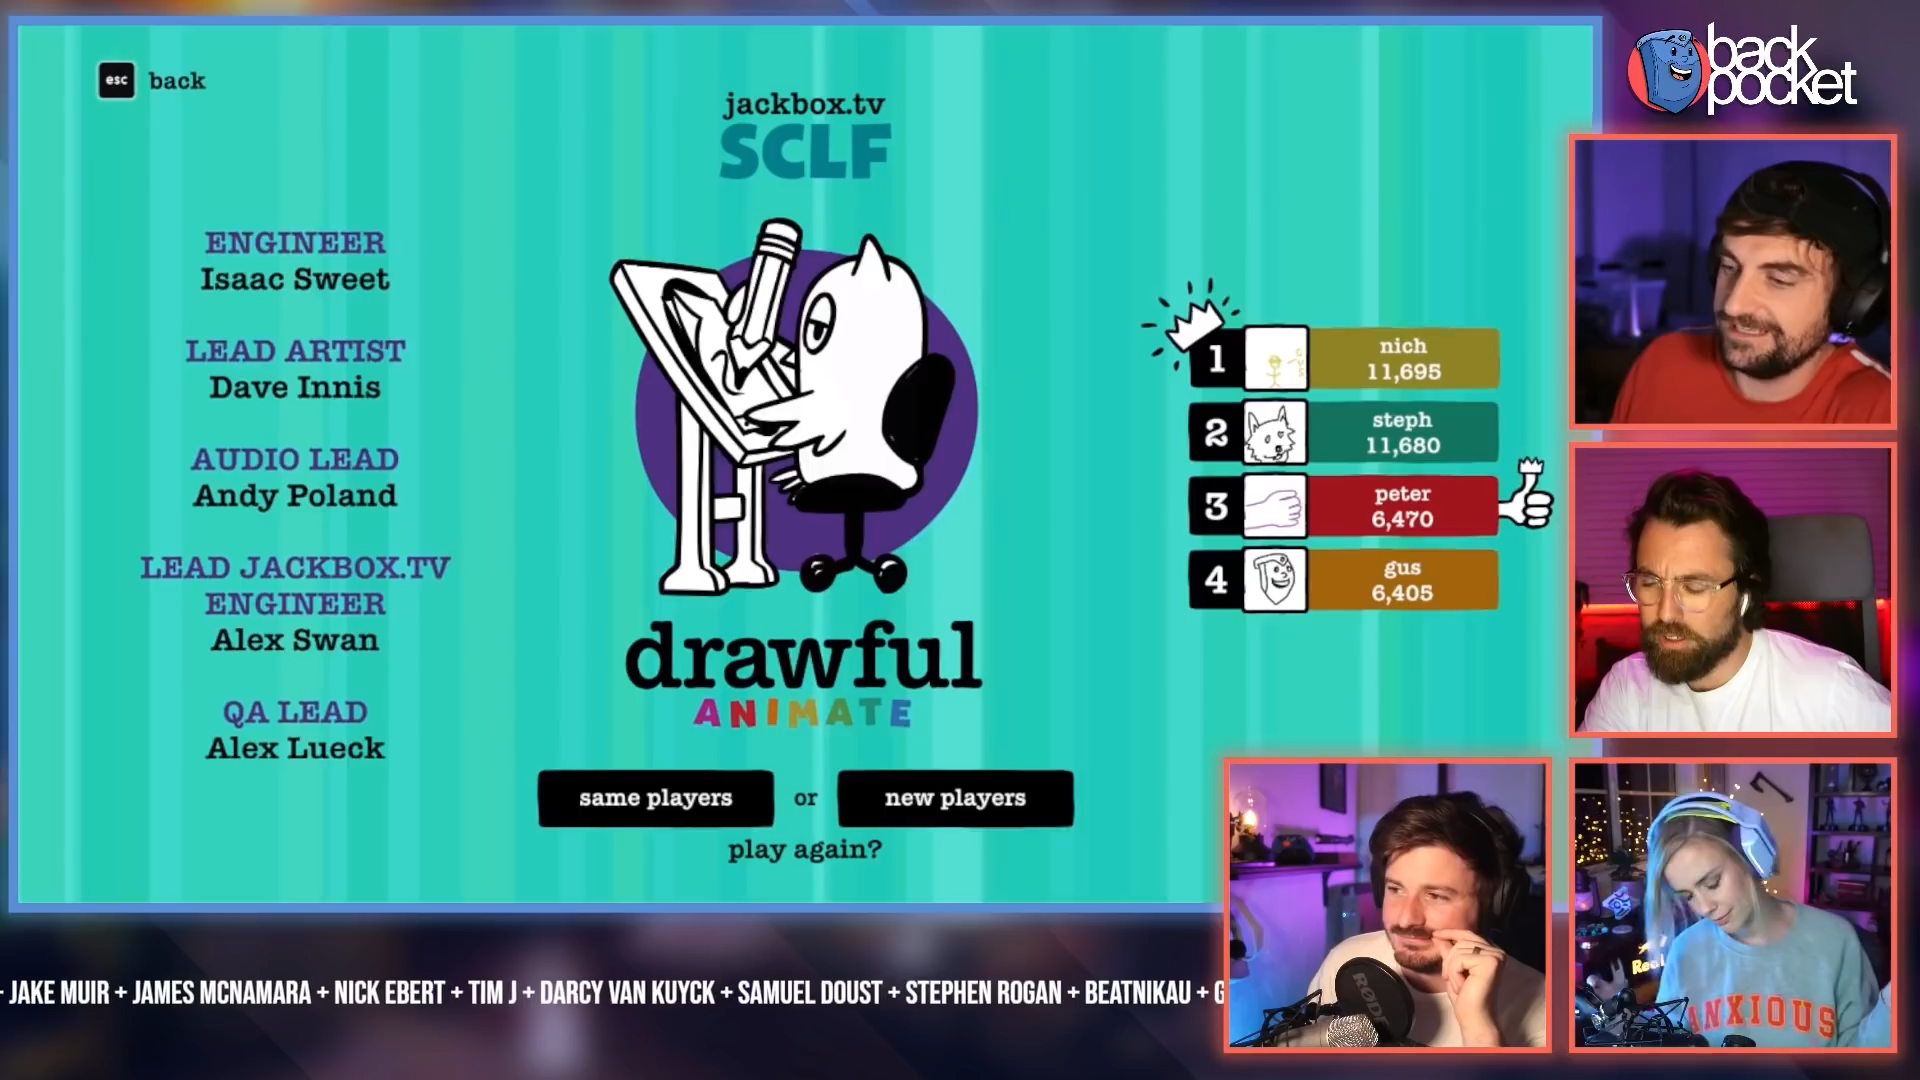 esc back
jackbox.tv
SCLF
back
pocket
ENGINEER
Isaac Sweet
LEAD ARTIST
Dave Innis
AUDIO LEAD
Andy Poland
LEAD JACKBOX.TV
ENGINEER
Alex Swan
QA LEAD
Alex Lueck
drawful
ANIMATE
same players or new players
play again?
1 nich
11,695
2 steph
11,680
3 peter
6,470
4 gus
6,405
RØDE
Real
ANXIOUS
- JAKE MUIR + JAMES MCNAMARA + NICK EBERT + TIM J + DARCY VAN KUYCK + SAMUEL DOUST + STEPHEN ROGAN + BEATNIKAU + G